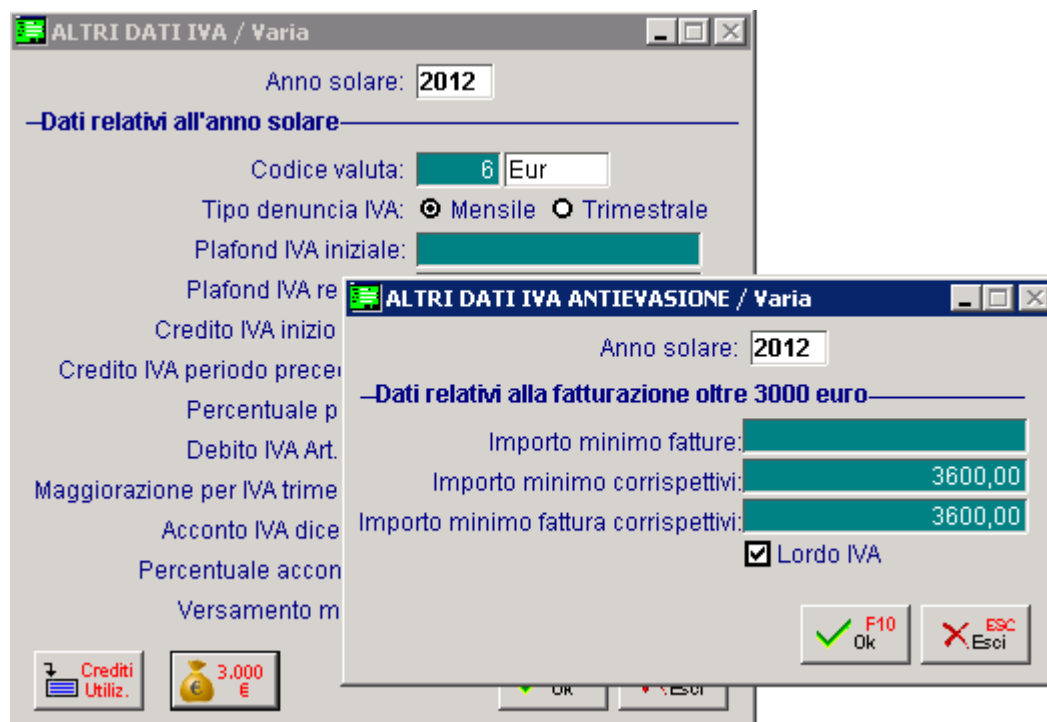 ALTRI DATI IVA / Varia
Anno solare: 2012
Dati relativi all'anno solare
Codice valuta: 6 Eur
Tipo denuncia IVA: Mensile Trimestrale
Plafond IVA iniziale:
Plafond IVA re
Credito IVA inizio
Credito IVA periodo prece
Percentuale p
Debito IVA Art.
Maggiorazione per IVA trime
Acconto IVA dice
Percentuale accon
Versamento m
Crediti
Utiliz.
3.000
€
Ok
Esci
ALTRI DATI IVA ANTIEVASIONE / Varia
Anno solare: 2012
Dati relativi alla fatturazione oltre 3000 euro
Importo minimo fatture:
Importo minimo corrispettivi: 3600,00
Importo minimo fattura corrispettivi: 3600,00
Lordo IVA
F10
Ok
ESC
Esci